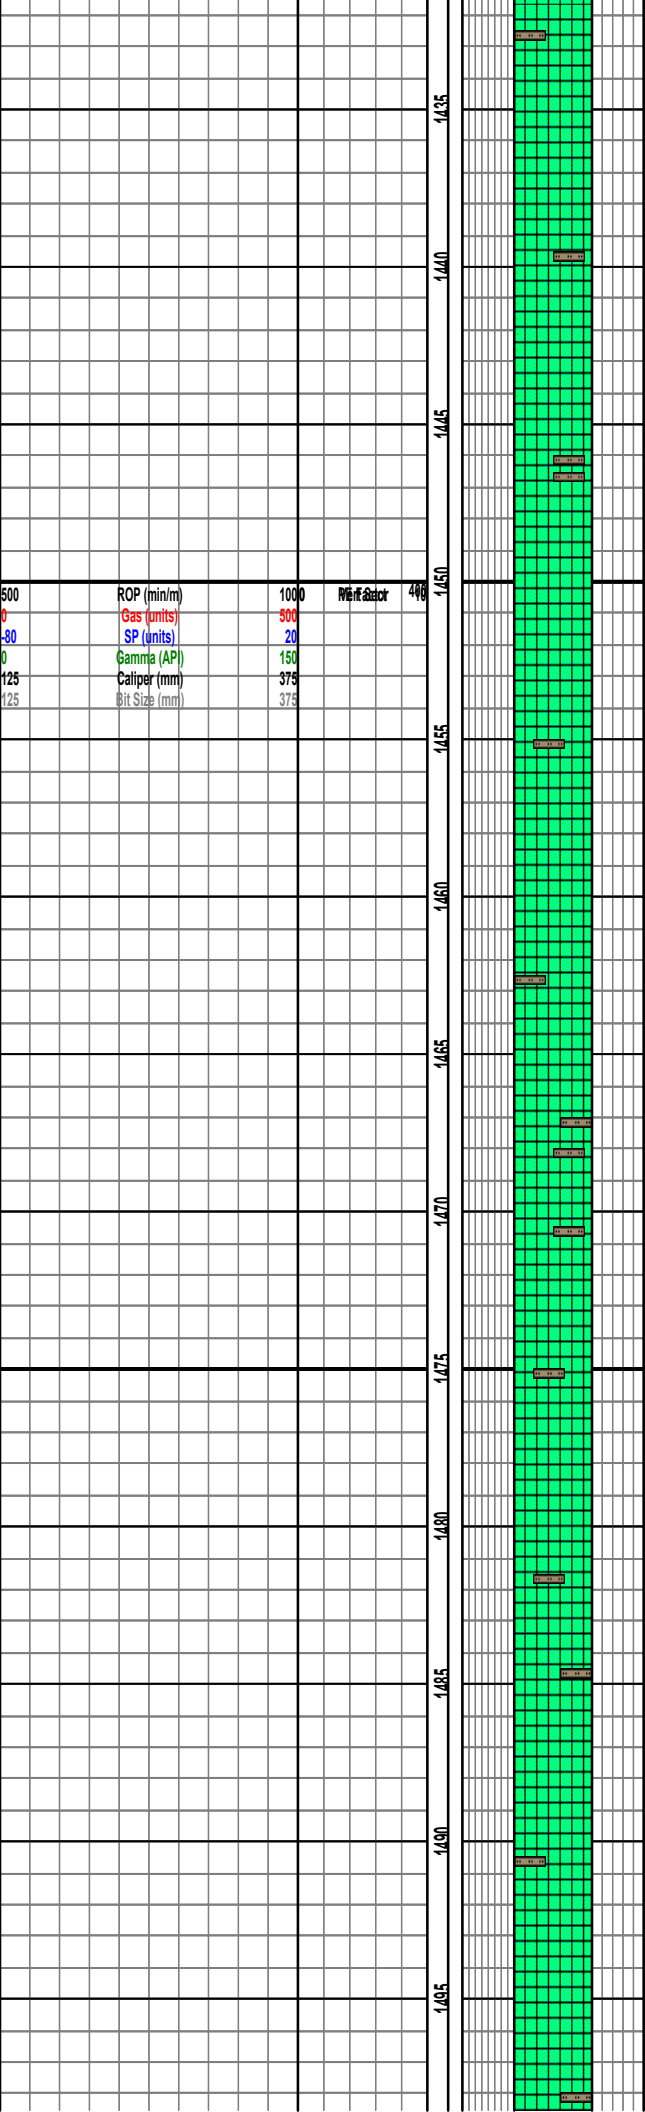 1435
1440
1445
1450
500 ROP (min/m) 1000
0 Gas (units) 500
-80 SP (units) 20
0 Gamma (API) 150
125 Caliper (mm) 375
125 Bit Size (mm) 375
1455
1460
1465
1470
1475
1480
1485
1490
1495